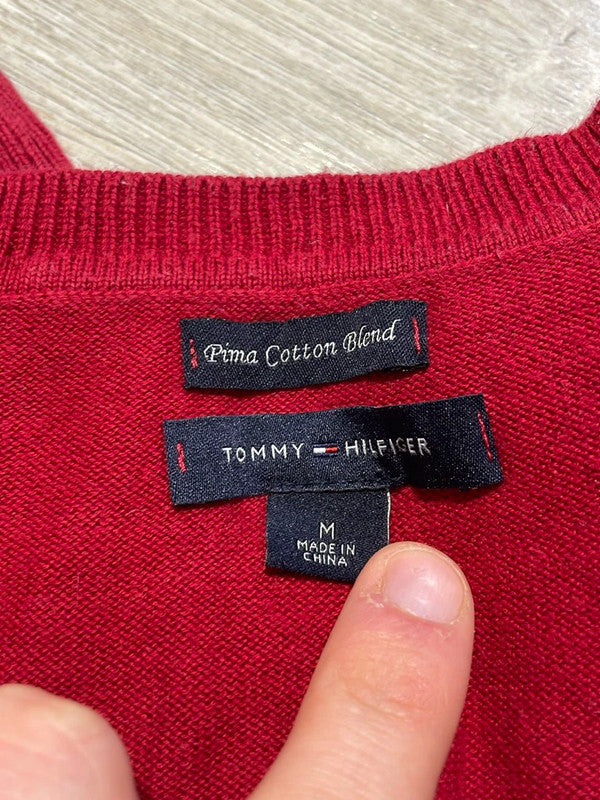 Pima Cotton Blend
TOMMY HILFIGER
M
MADE IN
CHINA